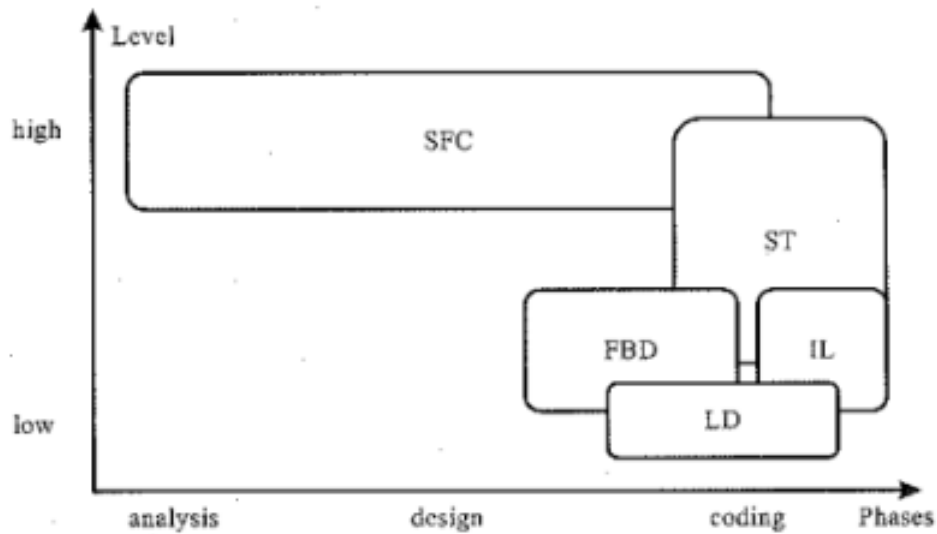 Level
high
SFC
ST
FBD
IL
LD
low
analysis
design
coding
Phases